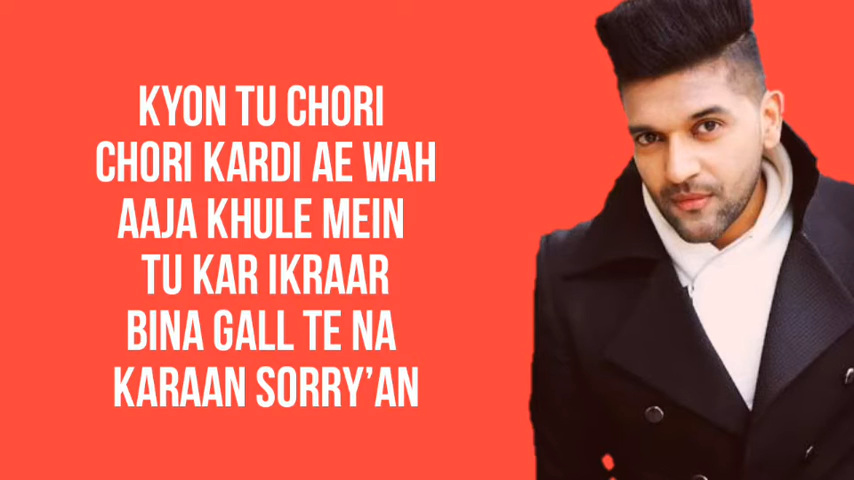 KYON TU CHORI
CHORI KARDI AE WAH
AAJA KHULE MEIN
TU KAR IKRAAR
BINA GALL TE NA
KARAAN SORRY’AN